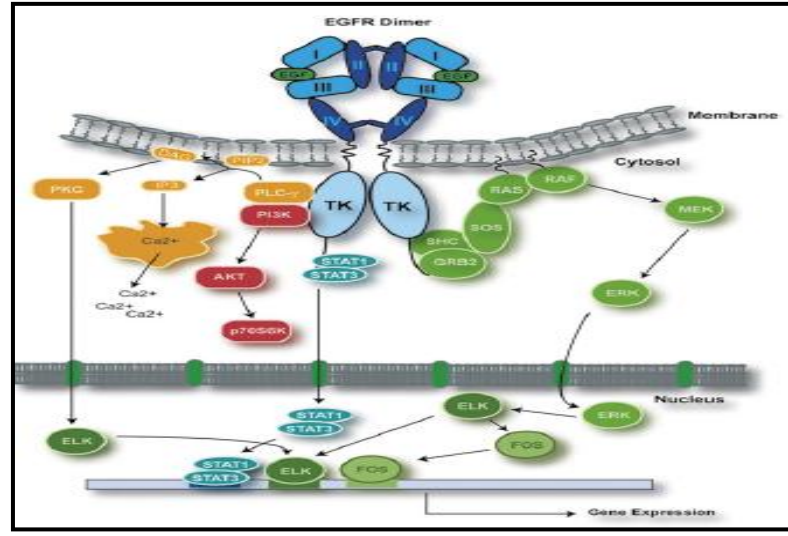 EGFR Dimer
I
II
II
I
EGF
EGF
III
III
IV
IV
Membrane
Cytosol
DAG
PIP2
PKC
IP3
PLC-γ
PI3K
TK
TK
RAS
RAF
MEK
SOS
SHC
GRB2
Ca2+
STAT1
STAT3
AKT
ERK
Ca2+
Ca2+
Ca2+
p70S6K
Nucleus
STAT1
STAT3
ELK
ERK
ELK
FOS
STAT1
STAT3
ELK
FOS
Gene Expression